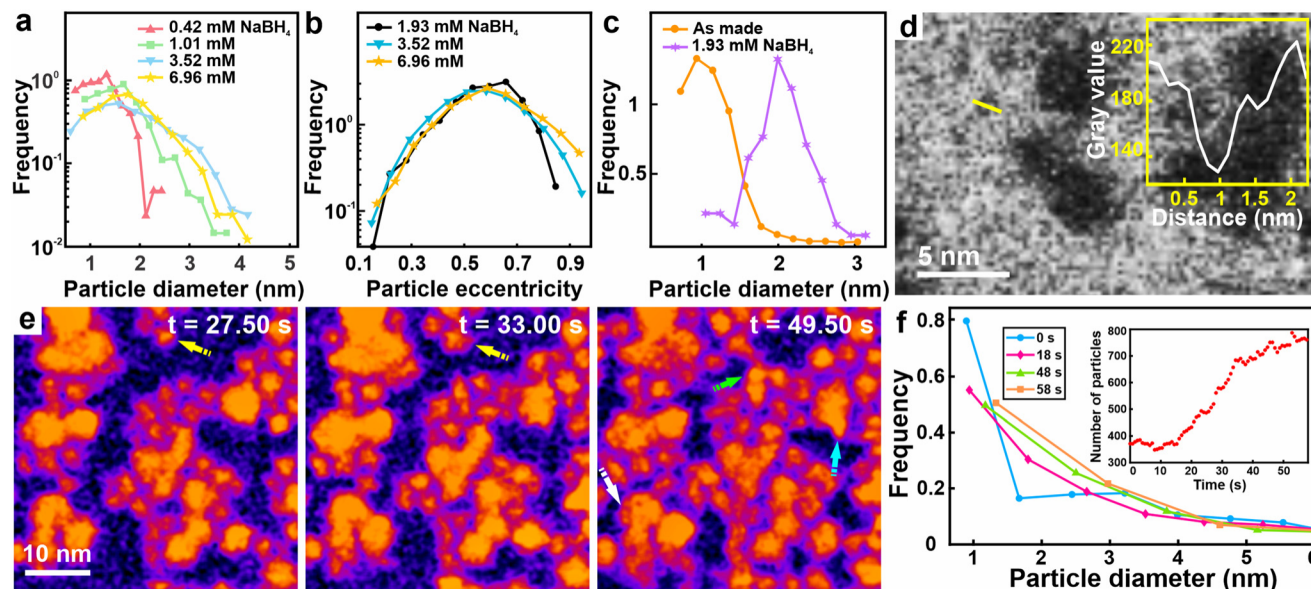 a
0.42 mM NaBH₄
1.01 mM
3.52 mM
6.96 mM
Frequency
10⁰
10⁻¹
10⁻²
1 2 3 4 5
Particle diameter (nm)
b
1.93 mM NaBH₄
3.52 mM
6.96 mM
Frequency
10⁰
10⁻¹
0.1 0.3 0.5 0.7 0.9
Particle eccentricity
c
As made
1.93 mM NaBH₄
Frequency
1
0.5
1 2 3
Particle diameter (nm)
d
Gray value
220
180
140
0.5 1 1.5 2
Distance (nm)
5 nm
e
t = 27.50 s
t = 33.00 s
t = 49.50 s
10 nm
f
0 s
18 s
48 s
58 s
Frequency
0.8
0.6
0.4
0.2
0
1 2 3 4 5
Particle diameter (nm)
Number of particles
800
700
600
500
400
300
0 10 20 30 40 50
Time (s)